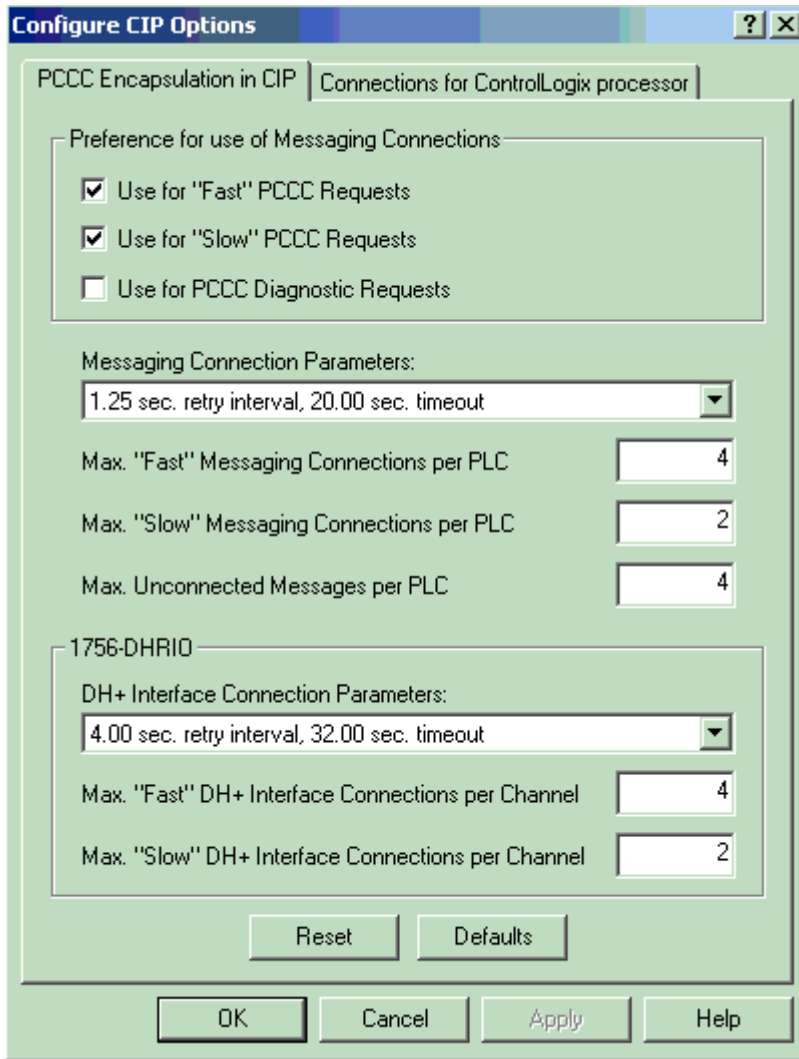 Configure CIP Options
PCCC Encapsulation in CIP
Connections for ControlLogix processor
Preference for use of Messaging Connections
Use for "Fast" PCCC Requests
Use for "Slow" PCCC Requests
Use for PCCC Diagnostic Requests
Messaging Connection Parameters:
1.25 sec. retry interval, 20.00 sec. timeout
Max. "Fast" Messaging Connections per PLC 4
Max. "Slow" Messaging Connections per PLC 2
Max. Unconnected Messages per PLC 4
1756-DHRIO
DH+ Interface Connection Parameters:
4.00 sec. retry interval, 32.00 sec. timeout
Max. "Fast" DH+ Interface Connections per Channel 4
Max. "Slow" DH+ Interface Connections per Channel 2
Reset Defaults
OK Cancel Apply Help